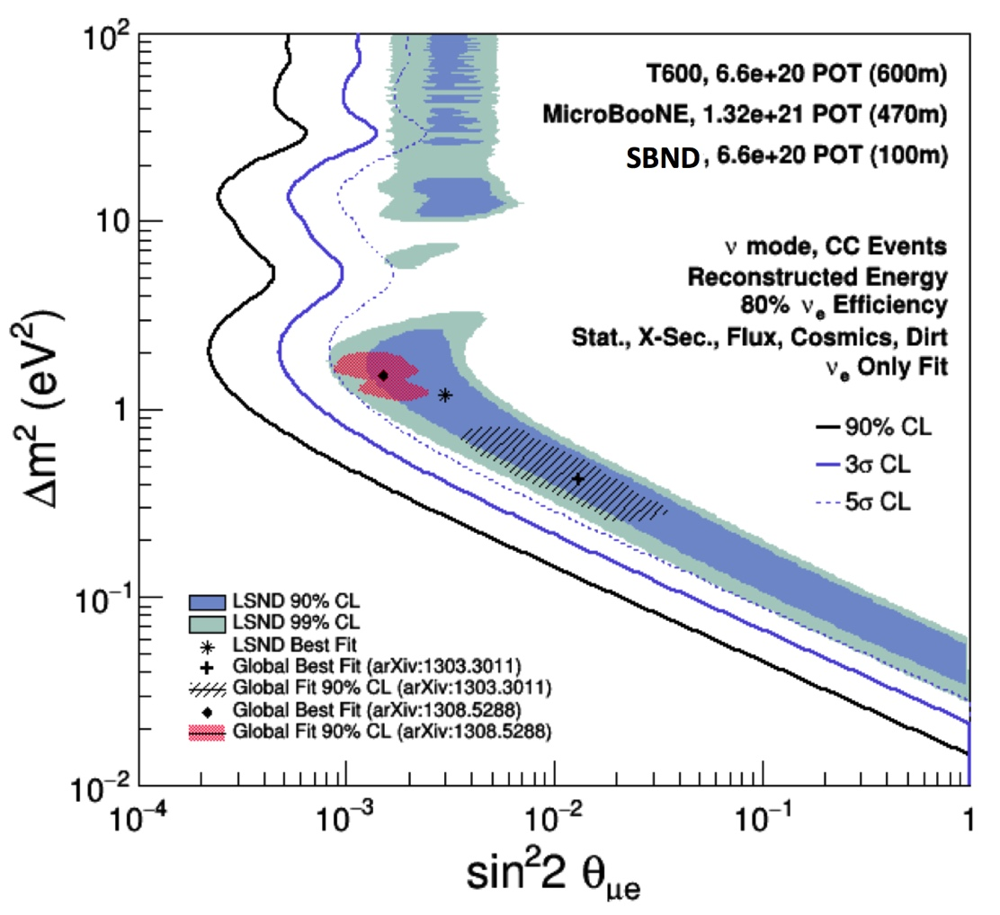 10²
T600, 6.6e+20 POT (600m)
MicroBooNE, 1.32e+21 POT (470m)
SBND, 6.6e+20 POT (100m)
10
ν mode, CC Events
Reconstructed Energy
80% νₑ Efficiency
Stat., X-Sec., Flux, Cosmics, Dirt
νₑ Only Fit
Δm² (eV²)
1
90% CL
3σ CL
5σ CL
10⁻¹
LSND 90% CL
LSND 99% CL
LSND Best Fit
Global Best Fit (arXiv:1303.3011)
Global Fit 90% CL (arXiv:1303.3011)
Global Best Fit (arXiv:1308.5288)
Global Fit 90% CL (arXiv:1308.5288)
10⁻²
10⁻⁴ 10⁻³ 10⁻² 10⁻¹ 1
sin²2 θμe